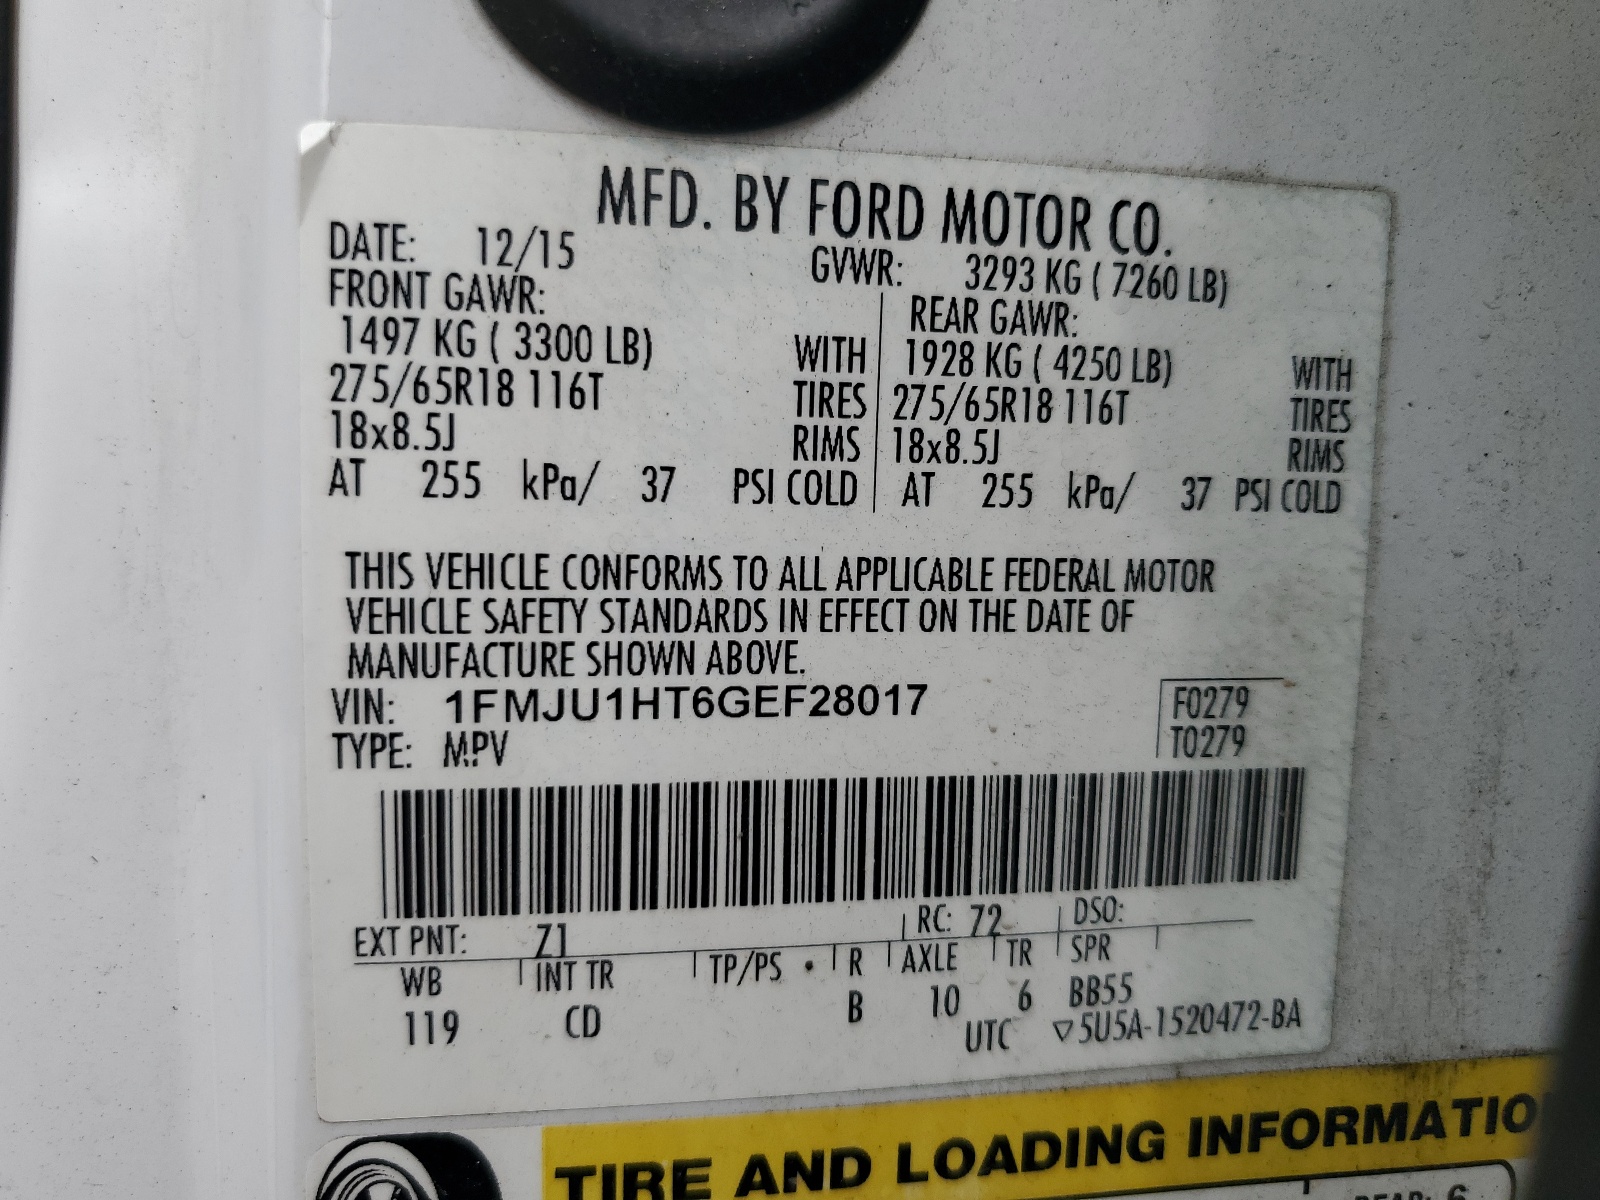 MFD. BY FORD MOTOR CO.
DATE: 12/15 GVWR: 3293 KG ( 7260 LB)
FRONT GAWR: REAR GAWR:
1497 KG ( 3300 LB) WITH 1928 KG ( 4250 LB) WITH
275/65R18 116T TIRES 275/65R18 116T TIRES
18x8.5J RIMS 18x8.5J RIMS
AT 255 kPa/ 37 PSI COLD AT 255 kPa/ 37 PSI COLD
THIS VEHICLE CONFORMS TO ALL APPLICABLE FEDERAL MOTOR
VEHICLE SAFETY STANDARDS IN EFFECT ON THE DATE OF
MANUFACTURE SHOWN ABOVE.
VIN: 1FMJU1HT6GEF28017 F0279
TYPE: MPV T0279
EXT PNT: Z1 RC: 72 DSO:
WB INT TR TP/PS R AXLE TR SPR
119 CD B 10 6 BB55
UTC ▽5U5A-1520472-BA
TIRE AND LOADING INFORMATIO